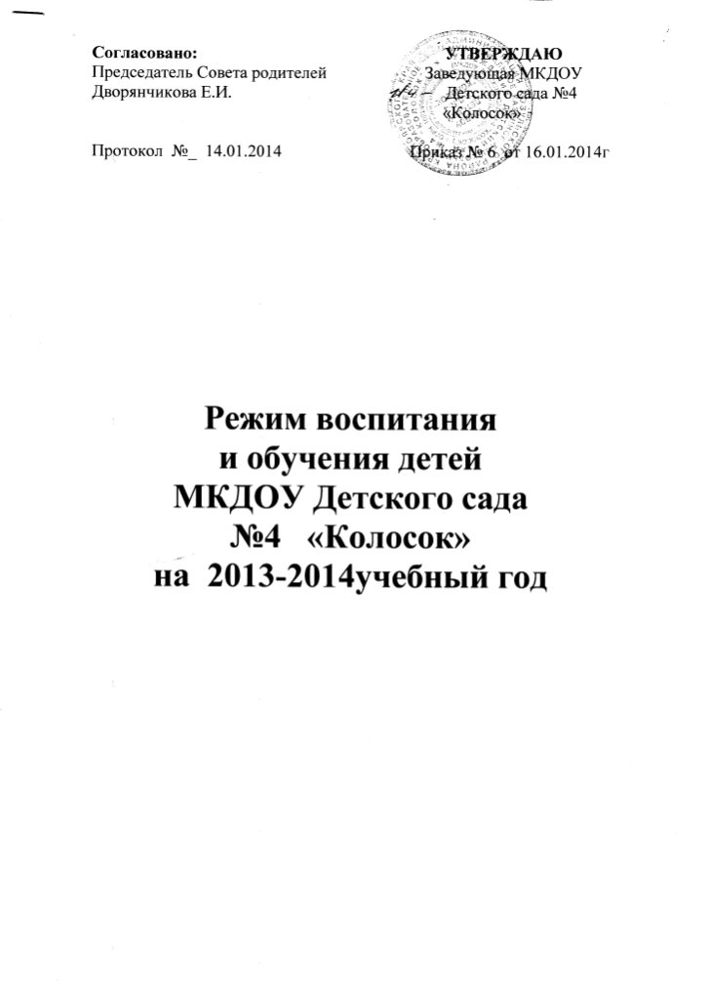 Согласовано:
Председатель Совета родителей
Дворянчикова Е.И.
Протокол №_ 14.01.2014
УТВЕРЖДАЮ
Заведующая МКДОУ
Детского сада №4
«Колосок»
Приказ № 6 от 16.01.2014г
Режим воспитания
и обучения детей
МКДОУ Детского сада
№4 «Колосок»
на 2013-2014учебный год